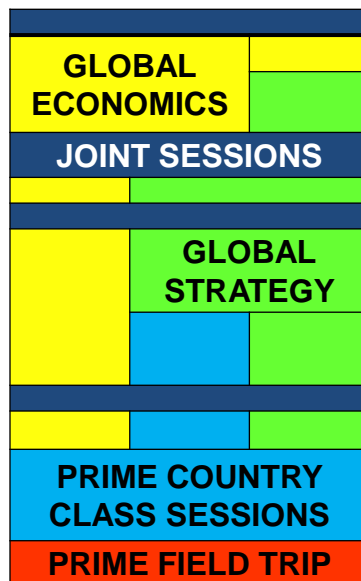 GLOBAL
ECONOMICS
JOINT SESSIONS
GLOBAL
STRATEGY
PRIME COUNTRY
CLASS SESSIONS
PRIME FIELD TRIP